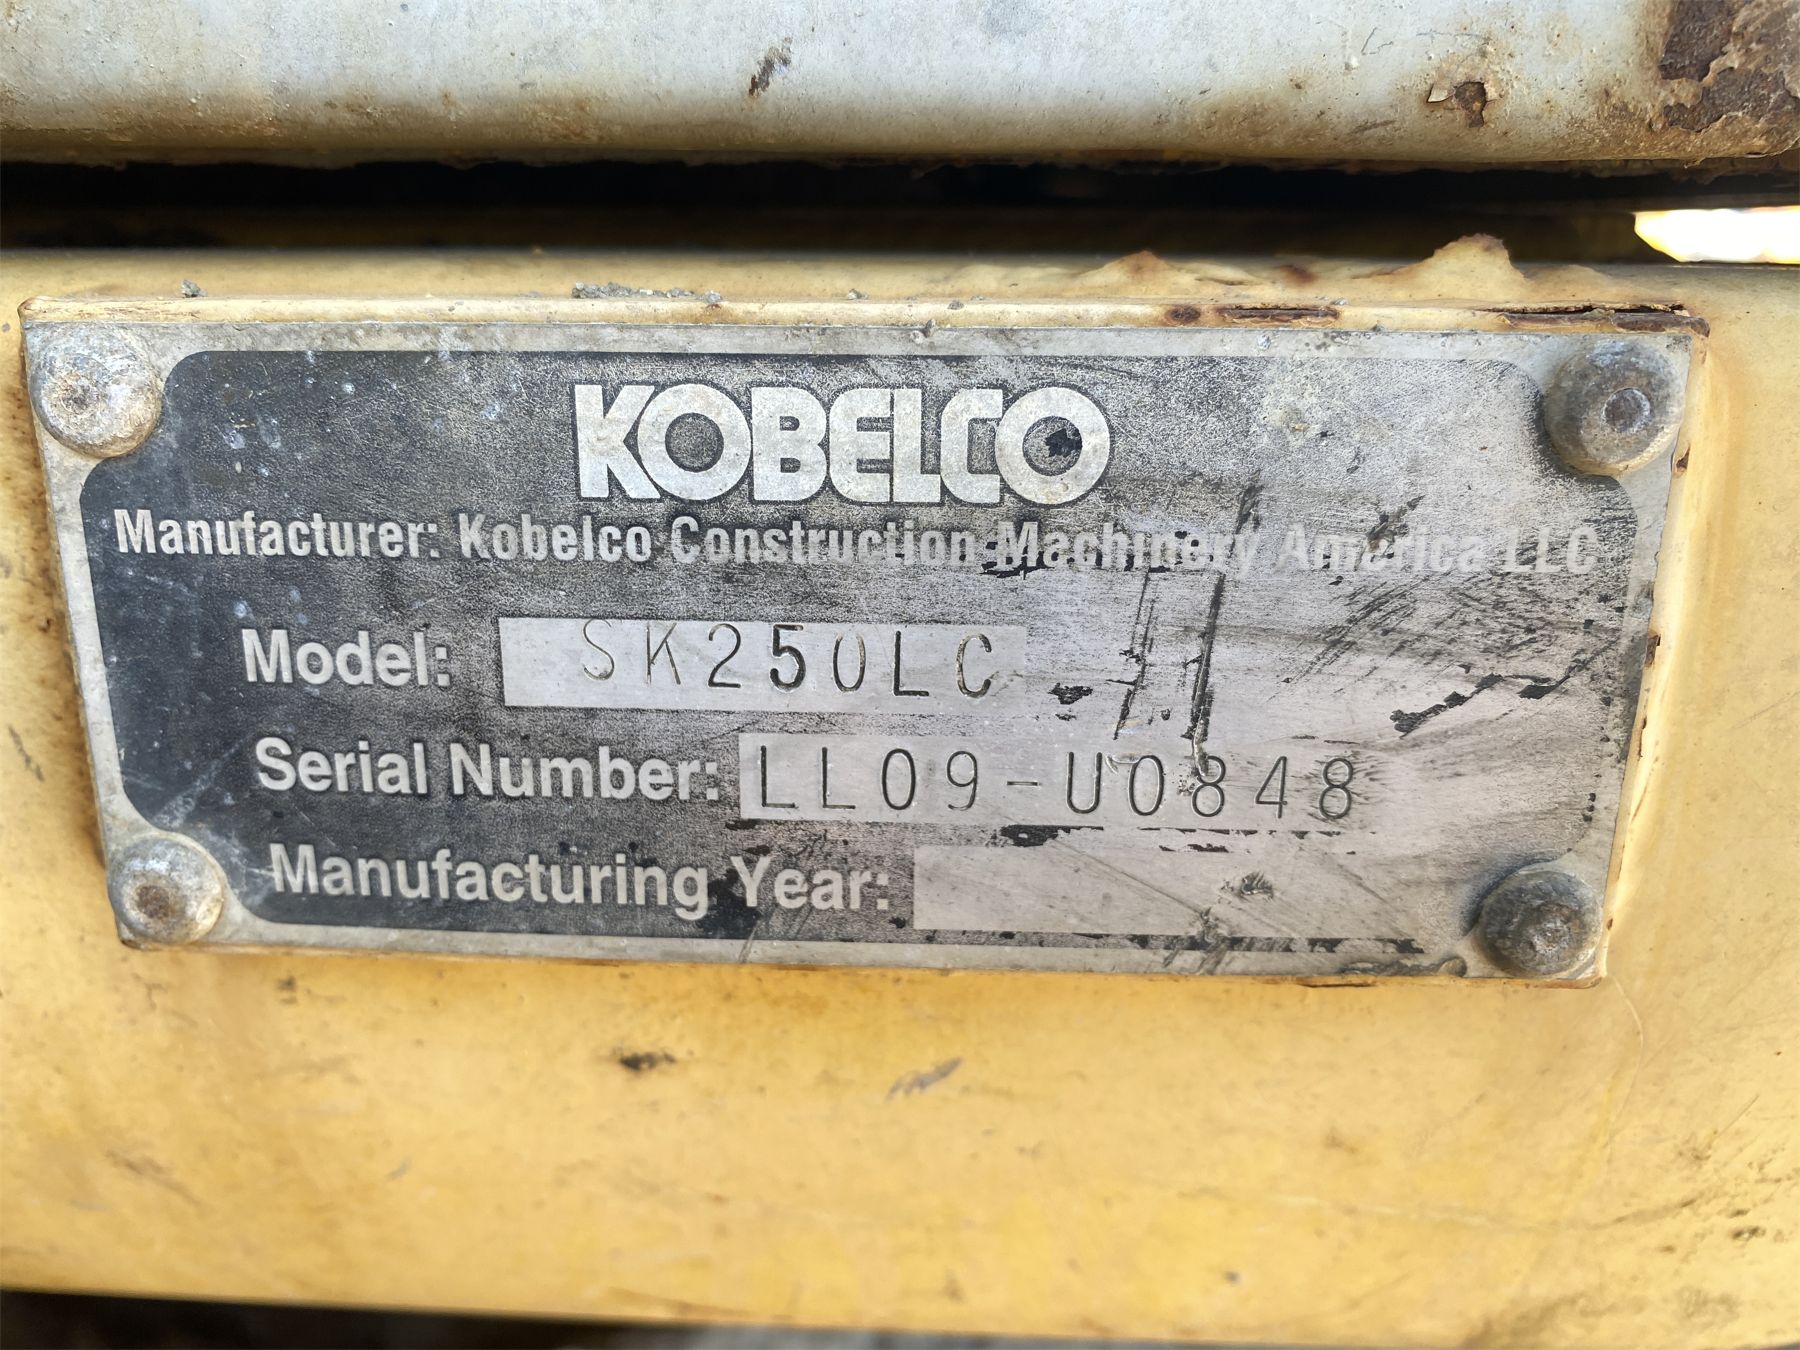 KOBELCO
Manufacturer: Kobelco Construction Machinery America LLC
Model: SK250LC
Serial Number: LL09-U0848
Manufacturing Year: